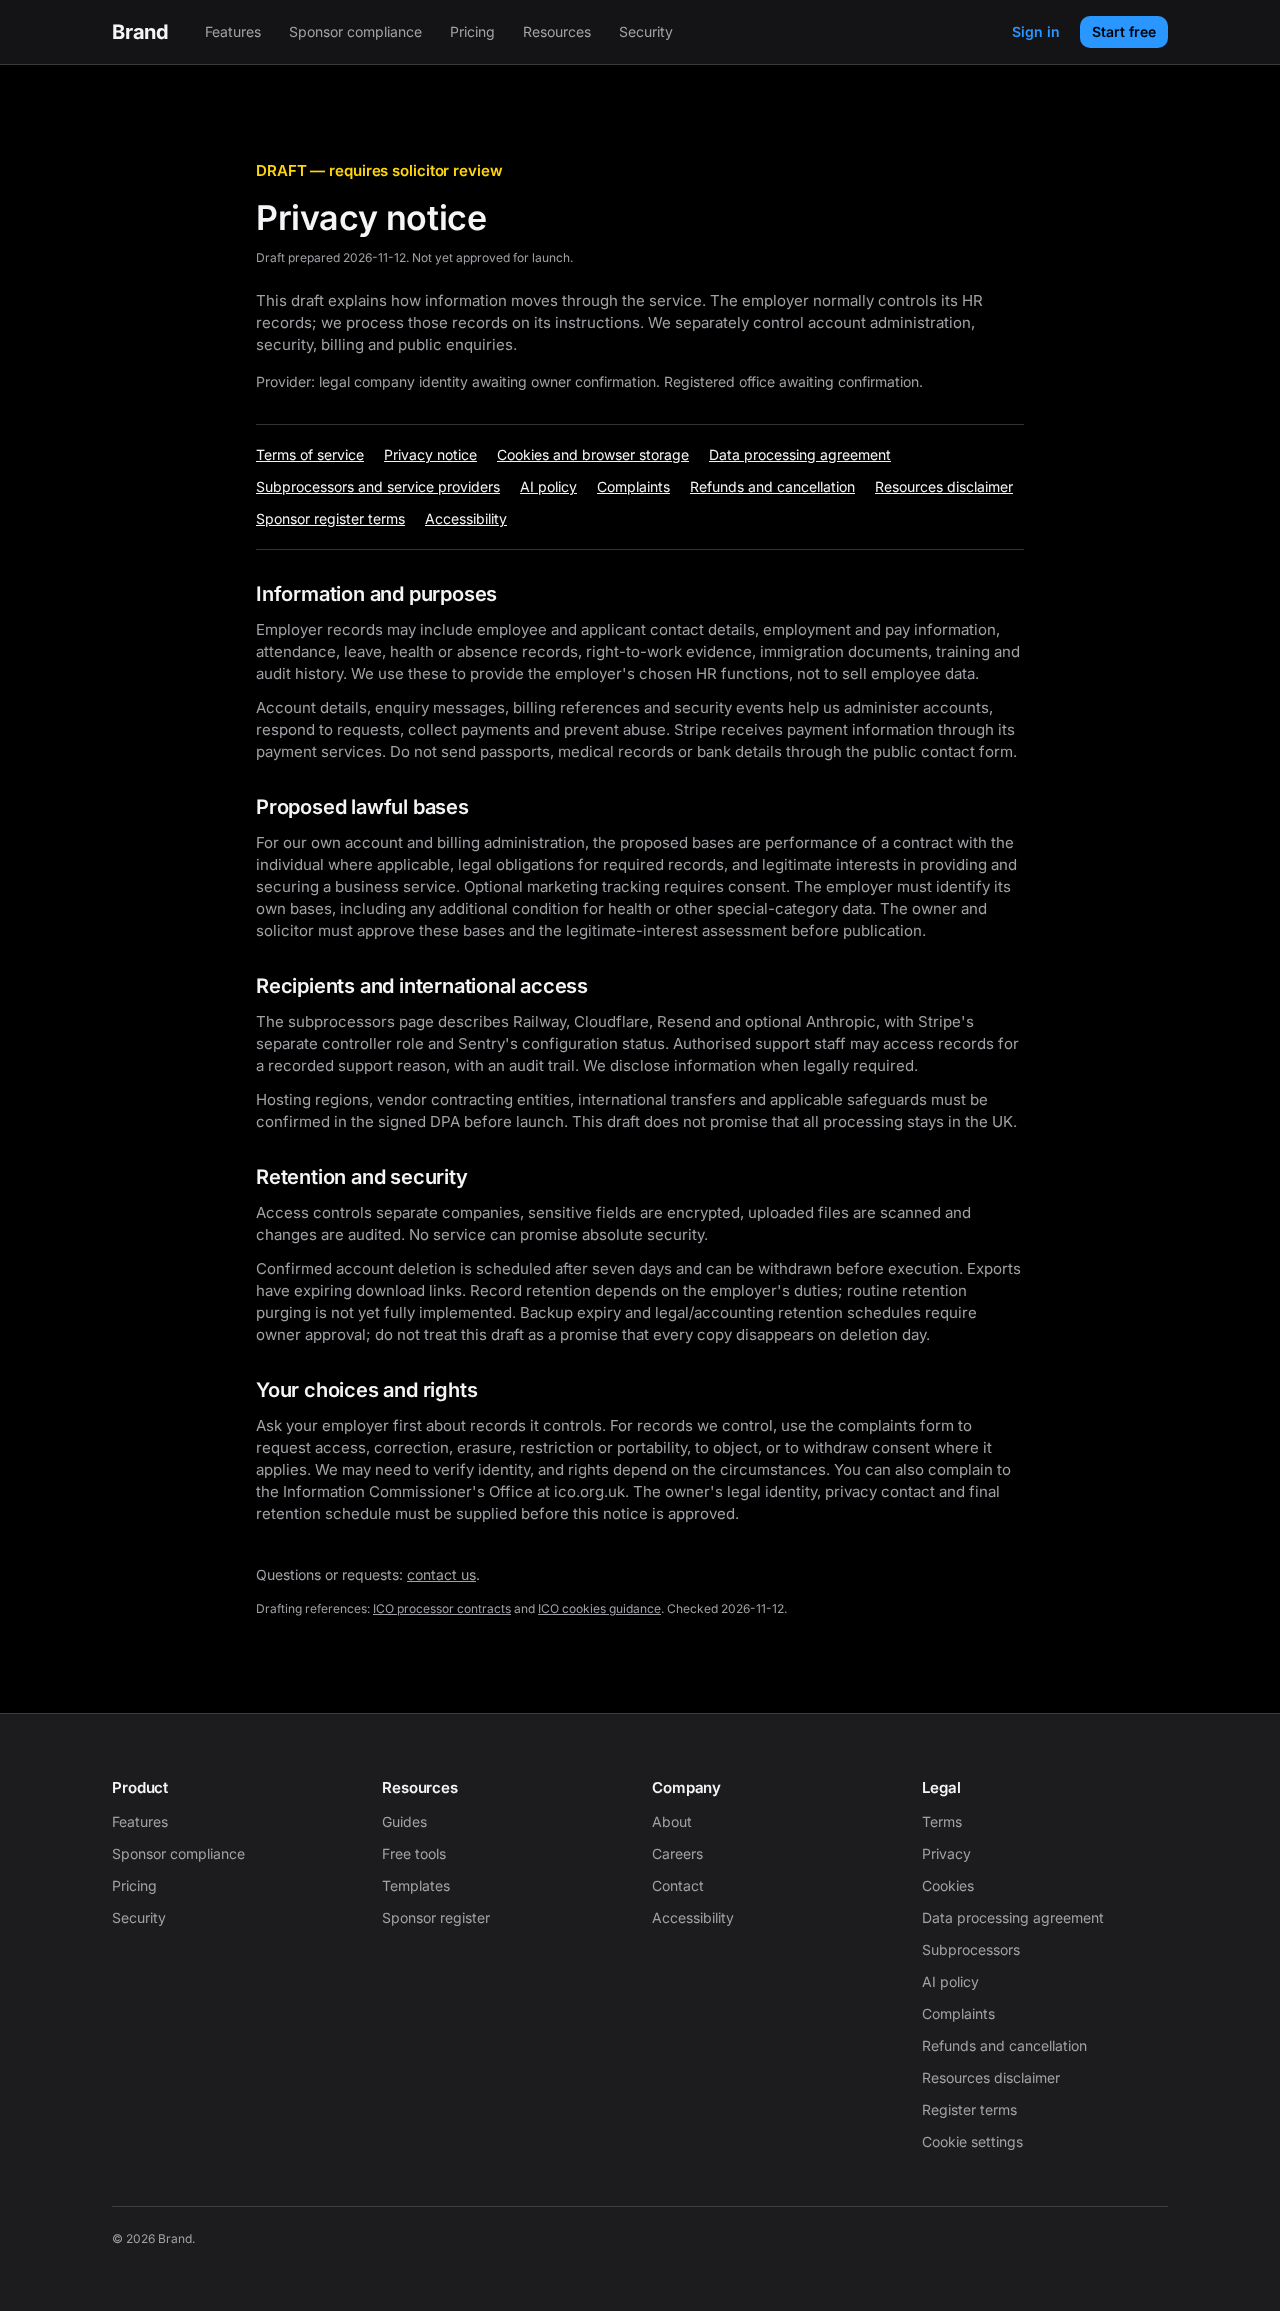 Brand Features Sponsor compliance Pricing Resources Security Sign in Start free
DRAFT — requires solicitor review
Privacy notice
Draft prepared 2026-11-12. Not yet approved for launch.
This draft explains how information moves through the service. The employer normally controls its HR
records; we process those records on its instructions. We separately control account administration,
security, billing and public enquiries.
Provider: legal company identity awaiting owner confirmation. Registered office awaiting confirmation.
Terms of service Privacy notice Cookies and browser storage Data processing agreement
Subprocessors and service providers AI policy Complaints Refunds and cancellation Resources disclaimer
Sponsor register terms Accessibility
Information and purposes
Employer records may include employee and applicant contact details, employment and pay information,
attendance, leave, health or absence records, right-to-work evidence, immigration documents, training and
audit history. We use these to provide the employer's chosen HR functions, not to sell employee data.
Account details, enquiry messages, billing references and security events help us administer accounts,
respond to requests, collect payments and prevent abuse. Stripe receives payment information through its
payment services. Do not send passports, medical records or bank details through the public contact form.
Proposed lawful bases
For our own account and billing administration, the proposed bases are performance of a contract with the
individual where applicable, legal obligations for required records, and legitimate interests in providing and
securing a business service. Optional marketing tracking requires consent. The employer must identify its
own bases, including any additional condition for health or other special-category data. The owner and
solicitor must approve these bases and the legitimate-interest assessment before publication.
Recipients and international access
The subprocessors page describes Railway, Cloudflare, Resend and optional Anthropic, with Stripe's
separate controller role and Sentry's configuration status. Authorised support staff may access records for
a recorded support reason, with an audit trail. We disclose information when legally required.
Hosting regions, vendor contracting entities, international transfers and applicable safeguards must be
confirmed in the signed DPA before launch. This draft does not promise that all processing stays in the UK.
Retention and security
Access controls separate companies, sensitive fields are encrypted, uploaded files are scanned and
changes are audited. No service can promise absolute security.
Confirmed account deletion is scheduled after seven days and can be withdrawn before execution. Exports
have expiring download links. Record retention depends on the employer's duties; routine retention
purging is not yet fully implemented. Backup expiry and legal/accounting retention schedules require
owner approval; do not treat this draft as a promise that every copy disappears on deletion day.
Your choices and rights
Ask your employer first about records it controls. For records we control, use the complaints form to
request access, correction, erasure, restriction or portability, to object, or to withdraw consent where it
applies. We may need to verify identity, and rights depend on the circumstances. You can also complain to
the Information Commissioner's Office at ico.org.uk. The owner's legal identity, privacy contact and final
retention schedule must be supplied before this notice is approved.
Questions or requests: contact us.
Drafting references: ICO processor contracts and ICO cookies guidance. Checked 2026-11-12.
Product
Features
Sponsor compliance
Pricing
Security
Resources
Guides
Free tools
Templates
Sponsor register
Company
About
Careers
Contact
Accessibility
Legal
Terms
Privacy
Cookies
Data processing agreement
Subprocessors
AI policy
Complaints
Refunds and cancellation
Resources disclaimer
Register terms
Cookie settings
© 2026 Brand.